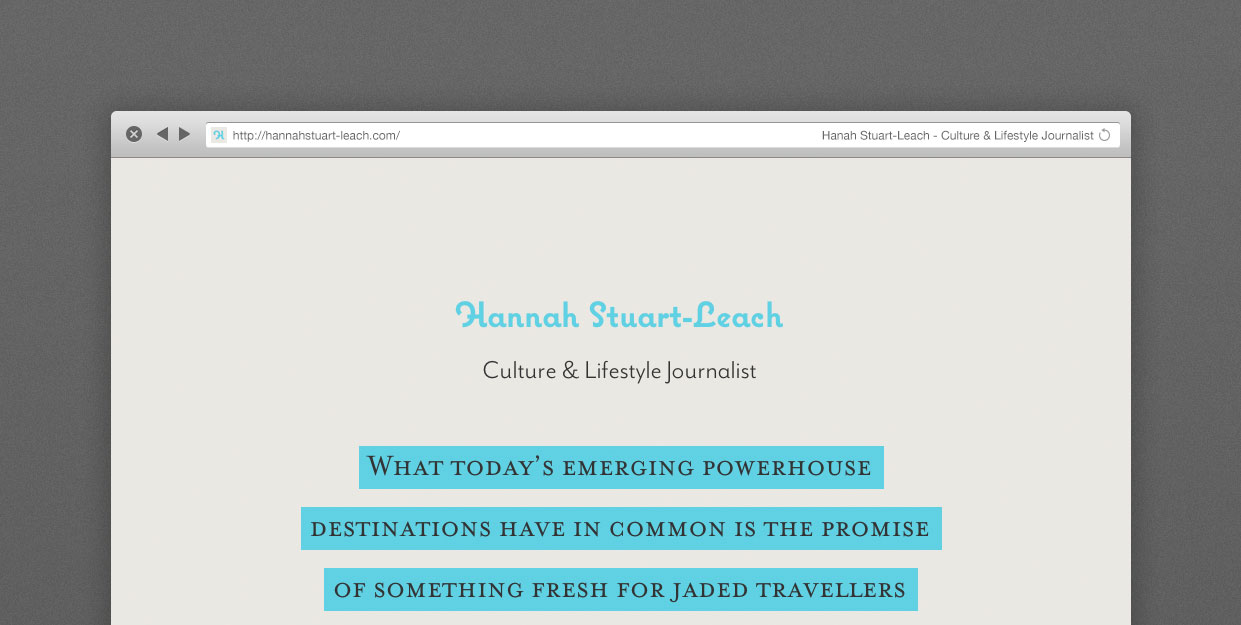 H http://hannahstuart-leach.com/ Hanah Stuart-Leach - Culture & Lifestyle Journalist
Hannah Stuart-Leach
Culture & Lifestyle Journalist
What today’s emerging powerhouse
destinations have in common is the promise
of something fresh for jaded travellers